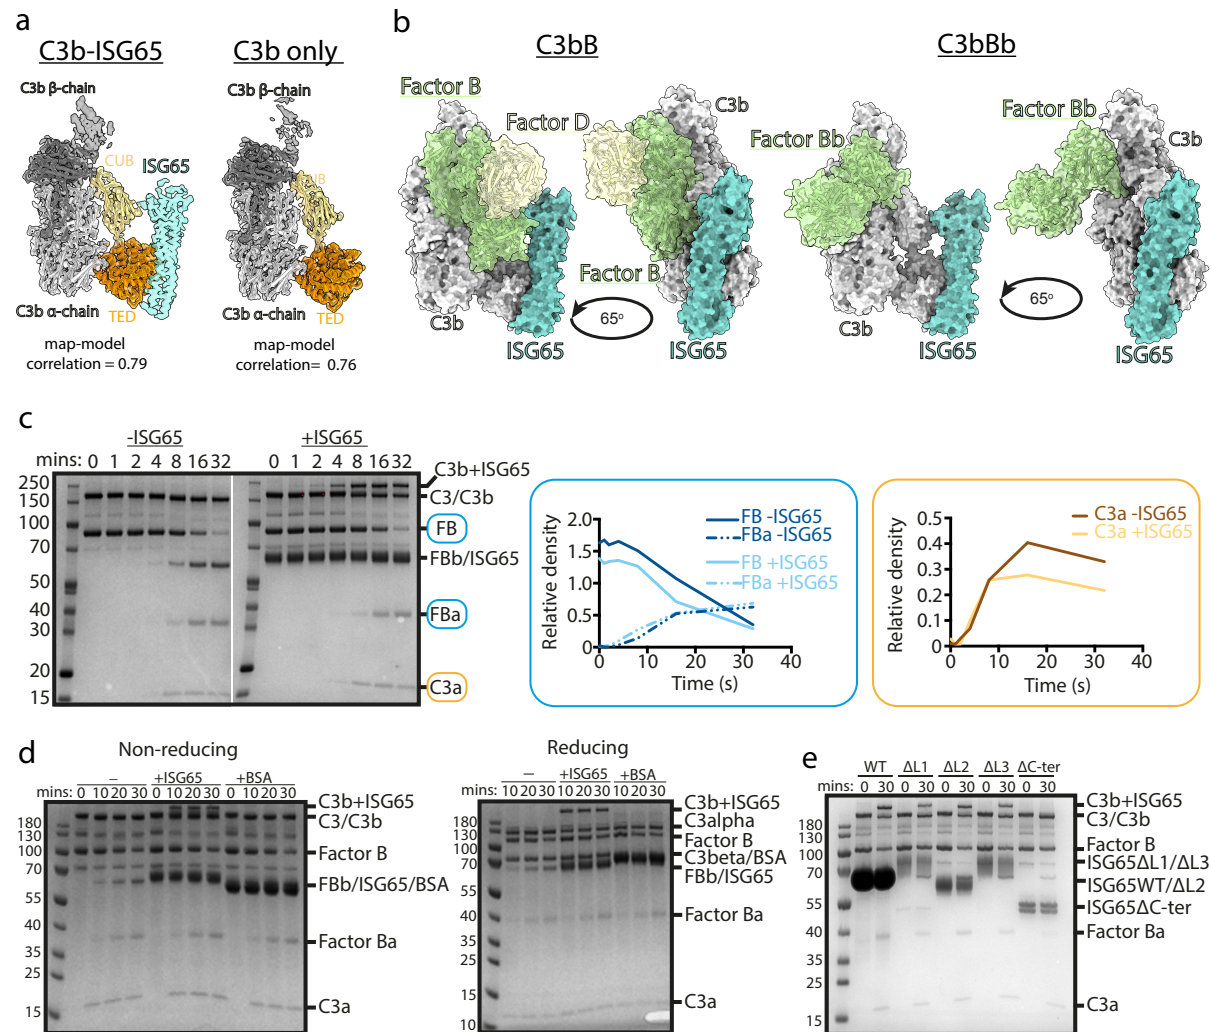 a
C3b-ISG65
C3b only
C3b β-chain
C3b β-chain
CUB
ISG65
CUB
C3b α-chain
TED
C3b α-chain
TED
map-model
correlation = 0.79
map-model
correlation= 0.76
b
C3bB
C3bBb
Factor B
Factor D
C3b
Factor B
C3b
ISG65
65°
ISG65
Factor Bb
Factor Bb
C3b
C3b
ISG65
65°
ISG65
c
-ISG65
+ISG65
mins: 0 1 2 4 8 16 32
0 1 2 4 8 16 32
250
150
100
70
50
40
30
20
15
C3b+ISG65
C3/C3b
FB
FBb/ISG65
FBa
C3a
Relative density
2.0
1.5
1.0
0.5
0
0 10 20 30 40
Time (s)
FB -ISG65
FBa -ISG65
FB +ISG65
FBa +ISG65
Relative density
0.5
0.4
0.3
0.2
0.1
0
0 10 20 30 40
Time (s)
C3a -ISG65
C3a +ISG65
d
Non-reducing
– +ISG65 +BSA
mins: 0 10 20 30 0 10 20 30 0 10 20 30
180
130
100
70
55
40
35
25
15
C3b+ISG65
C3/C3b
Factor B
FBb/ISG65/BSA
Factor Ba
C3a
Reducing
– +ISG65 +BSA
mins: 10 20 30 10 20 30 10 20 30
180
130
100
70
55
40
35
25
15
10
C3b+ISG65
C3alpha
Factor B
C3beta/BSA
FBb/ISG65
Factor Ba
C3a
e
WT ΔL1 ΔL2 ΔL3 ΔC-ter
mins: 0 30 0 30 0 30 0 30 0 30
180
130
100
70
55
40
35
25
15
C3b+ISG65
C3/C3b
Factor B
ISG65ΔL1/ΔL3
ISG65WT/ΔL2
ISG65ΔC-ter
Factor Ba
C3a